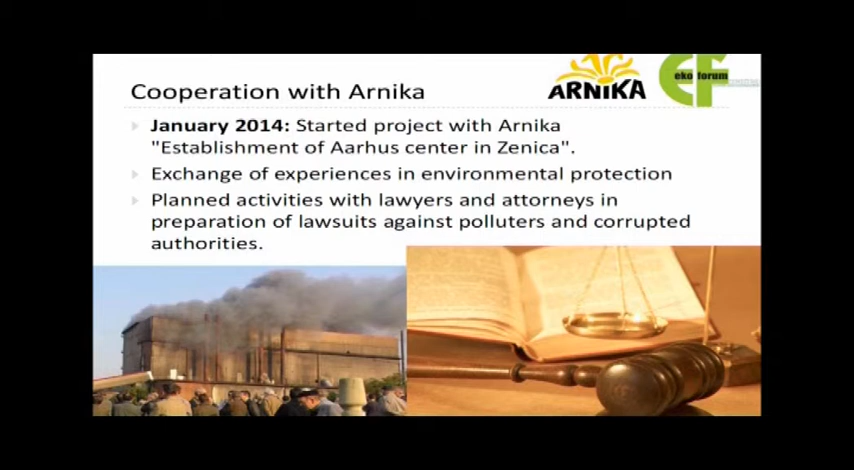 ARNIKA
eko forum
Cooperation with Arnika
January 2014: Started project with Arnika
"Establishment of Aarhus center in Zenica".
Exchange of experiences in environmental protection
Planned activities with lawyers and attorneys in
preparation of lawsuits against polluters and corrupted
authorities.